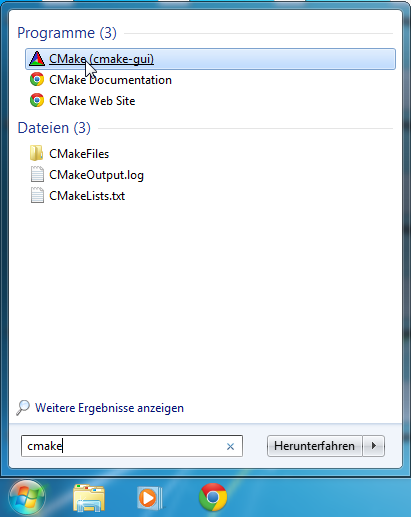 Programme (3)
CMake (cmake-gui)
CMake Documentation
CMake Web Site
Dateien (3)
CMakeFiles
CMakeOutput.log
CMakeLists.txt
Weitere Ergebnisse anzeigen
cmake
Herunterfahren